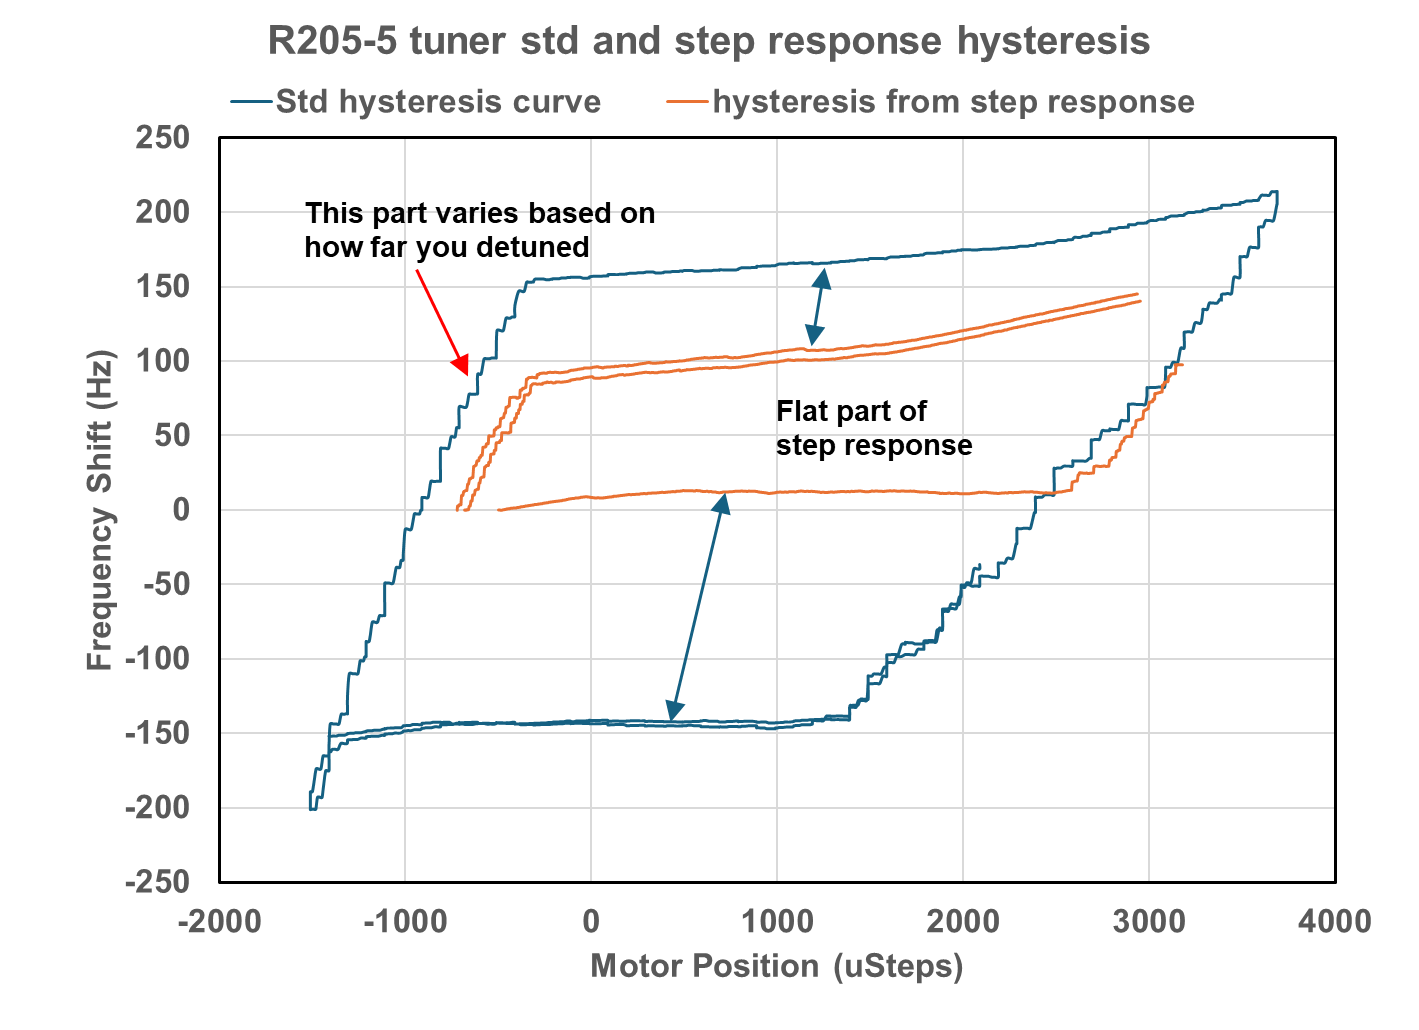 R205-5 tuner std and step response hysteresis
Std hysteresis curve hysteresis from step response
250
200
150
100
50
0
-50
-100
-150
-200
-250
Frequency Shift (Hz)
This part varies based on
how far you detuned
Flat part of
step response
-2000 -1000 0 1000 2000 3000 4000
Motor Position (uSteps)